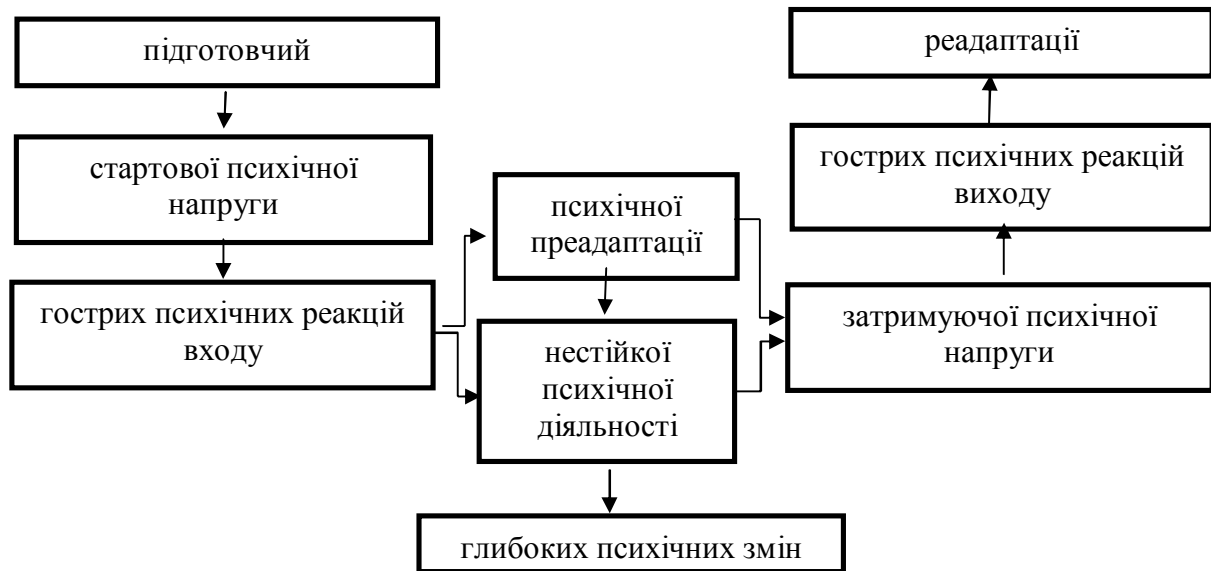 підготовчий
стартової психічної
напруги
гострих психічних реакцій
входу
психічної
преадаптації
нестійкої
психічної
діяльності
глибоких психічних змін
затримуючої психічної
напруги
гострих психічних реакцій
виходу
реадаптації